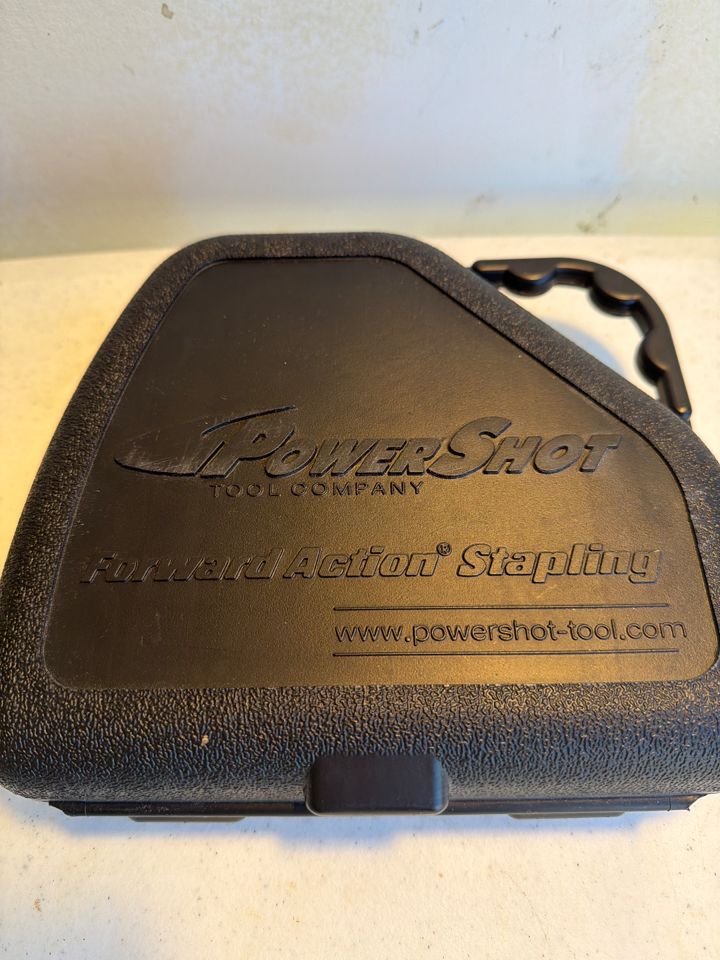 POWERSHOT
TOOL COMPANY
Forward Action® Stapling
www.powershot-tool.com